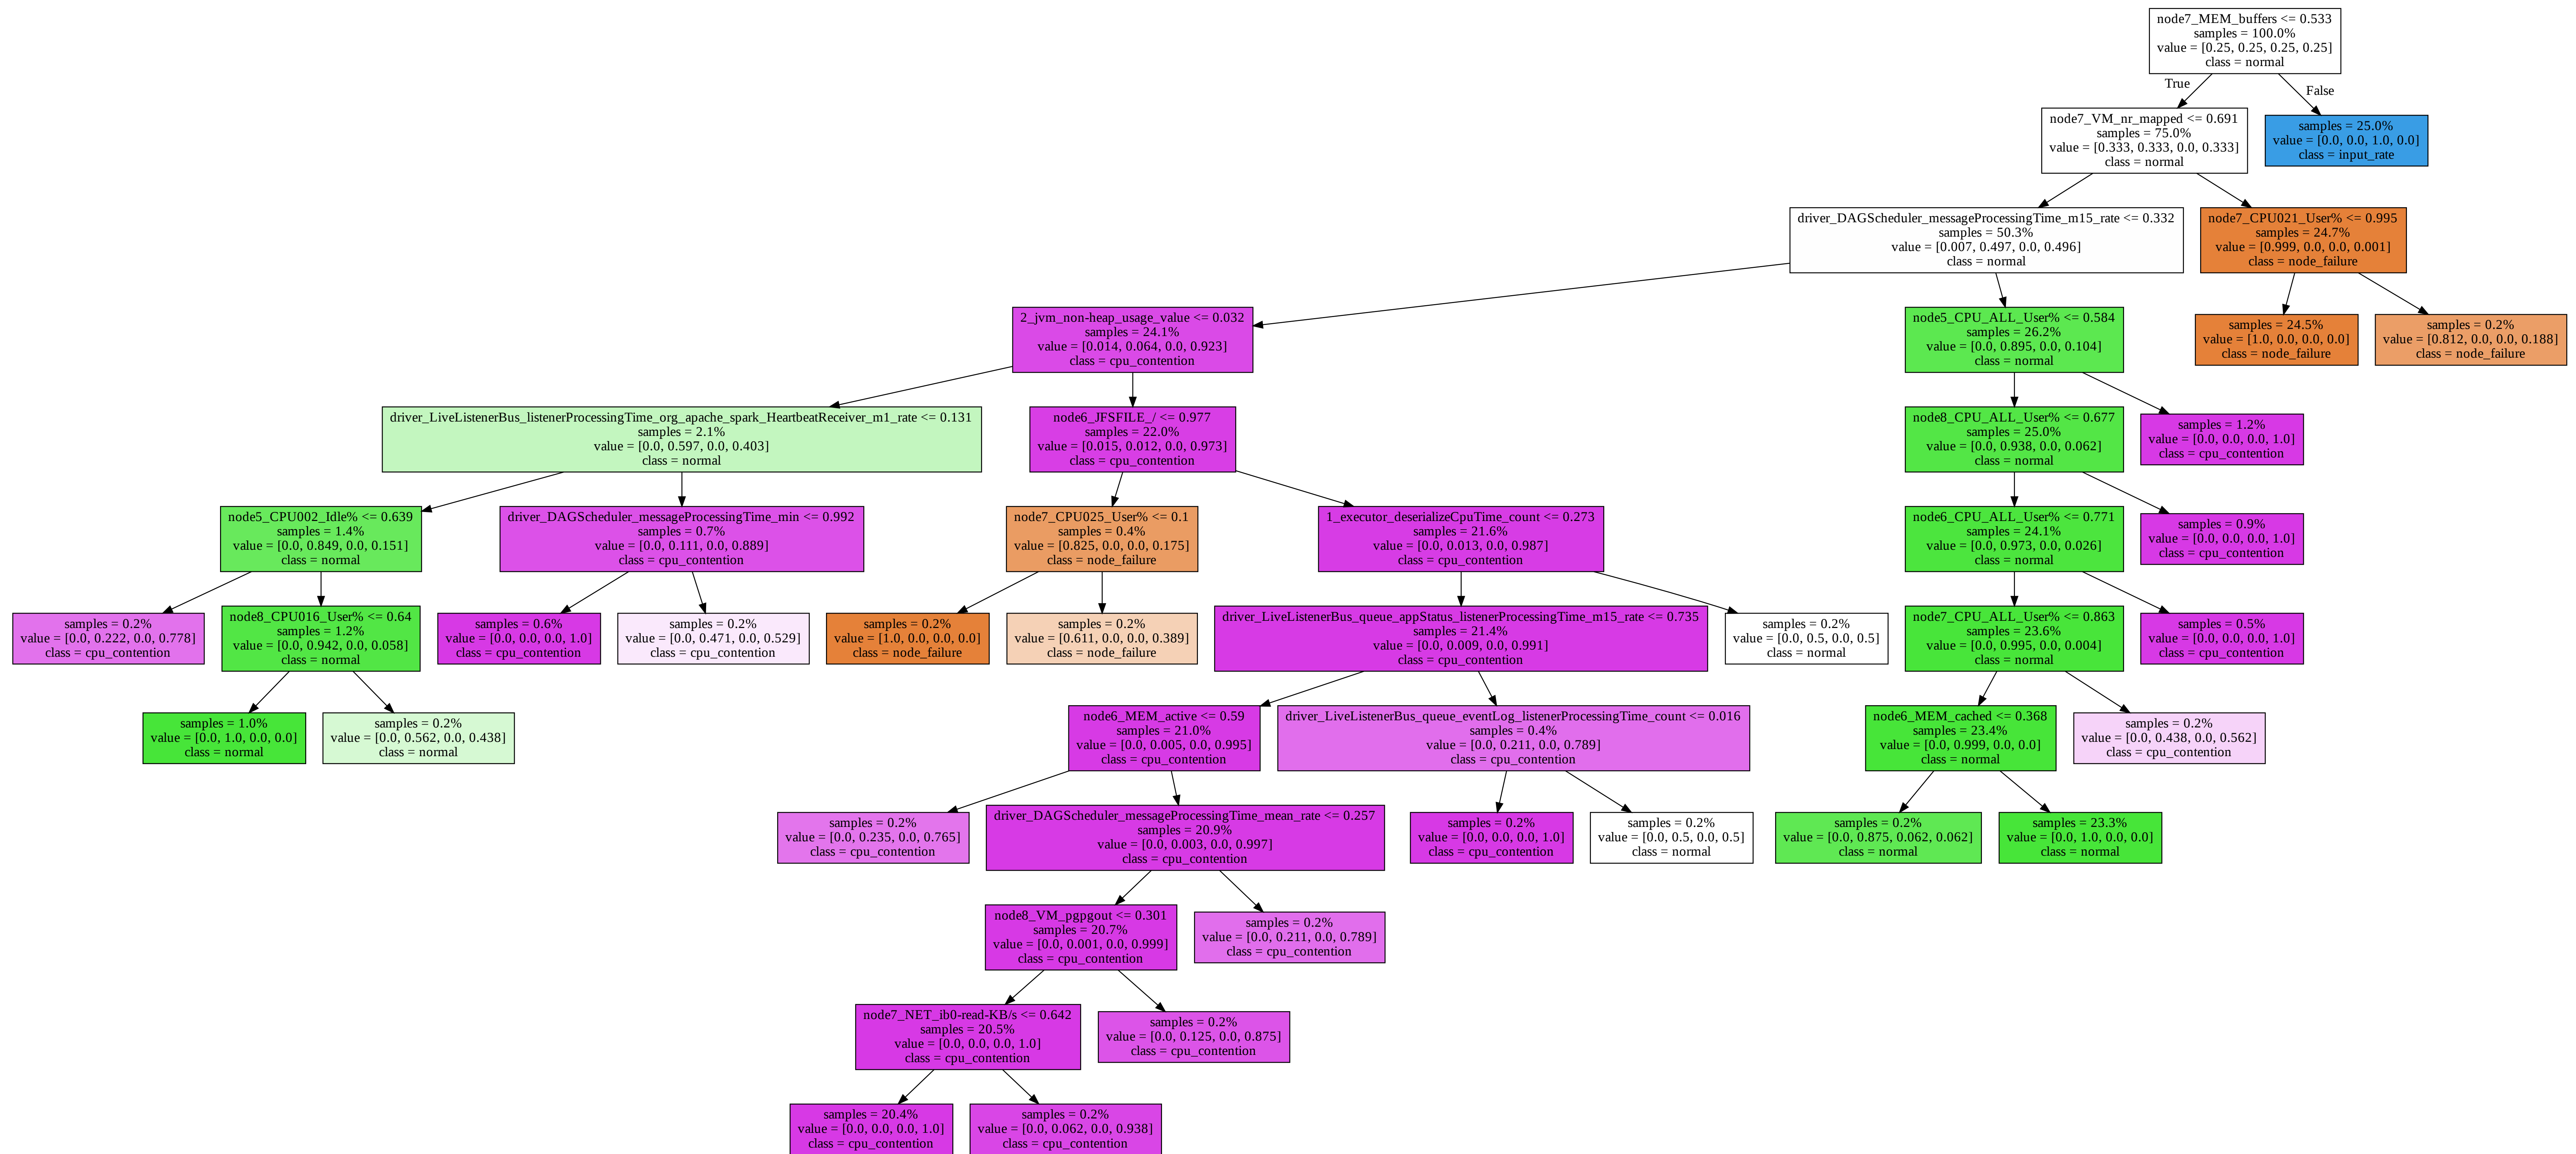 node7_MEM_buffers <= 0.533
samples = 100.0%
value = [0.25, 0.25, 0.25, 0.25]
class = normal
True
False
node7_VM_nr_mapped <= 0.691
samples = 75.0%
value = [0.333, 0.333, 0.0, 0.333]
class = normal
samples = 25.0%
value = [0.0, 0.0, 1.0, 0.0]
class = input_rate
driver_DAGScheduler_messageProcessingTime_m15_rate <= 0.332
samples = 50.3%
value = [0.007, 0.497, 0.0, 0.496]
class = normal
node7_CPU021_User% <= 0.995
samples = 24.7%
value = [0.999, 0.0, 0.0, 0.001]
class = node_failure
2_jvm_non-heap_usage_value <= 0.032
samples = 24.1%
value = [0.014, 0.064, 0.0, 0.923]
class = cpu_contention
node5_CPU_ALL_User% <= 0.584
samples = 26.2%
value = [0.0, 0.895, 0.0, 0.104]
class = normal
samples = 24.5%
value = [1.0, 0.0, 0.0, 0.0]
class = node_failure
samples = 0.2%
value = [0.812, 0.0, 0.0, 0.188]
class = node_failure
driver_LiveListenerBus_listenerProcessingTime_org_apache_spark_HeartbeatReceiver_m1_rate <= 0.131
samples = 2.1%
value = [0.0, 0.597, 0.0, 0.403]
class = normal
node6_JFSFILE_/ <= 0.977
samples = 22.0%
value = [0.015, 0.012, 0.0, 0.973]
class = cpu_contention
node8_CPU_ALL_User% <= 0.677
samples = 25.0%
value = [0.0, 0.938, 0.0, 0.062]
class = normal
samples = 1.2%
value = [0.0, 0.0, 0.0, 1.0]
class = cpu_contention
node5_CPU002_Idle% <= 0.639
samples = 1.4%
value = [0.0, 0.849, 0.0, 0.151]
class = normal
driver_DAGScheduler_messageProcessingTime_min <= 0.992
samples = 0.7%
value = [0.0, 0.111, 0.0, 0.889]
class = cpu_contention
node7_CPU025_User% <= 0.1
samples = 0.4%
value = [0.825, 0.0, 0.0, 0.175]
class = node_failure
1_executor_deserializeCpuTime_count <= 0.273
samples = 21.6%
value = [0.0, 0.013, 0.0, 0.987]
class = cpu_contention
node6_CPU_ALL_User% <= 0.771
samples = 24.1%
value = [0.0, 0.973, 0.0, 0.026]
class = normal
samples = 0.9%
value = [0.0, 0.0, 0.0, 1.0]
class = cpu_contention
samples = 0.2%
value = [0.0, 0.222, 0.0, 0.778]
class = cpu_contention
node8_CPU016_User% <= 0.64
samples = 1.2%
value = [0.0, 0.942, 0.0, 0.058]
class = normal
samples = 0.6%
value = [0.0, 0.0, 0.0, 1.0]
class = cpu_contention
samples = 0.2%
value = [0.0, 0.471, 0.0, 0.529]
class = cpu_contention
samples = 0.2%
value = [1.0, 0.0, 0.0, 0.0]
class = node_failure
samples = 0.2%
value = [0.611, 0.0, 0.0, 0.389]
class = node_failure
driver_LiveListenerBus_queue_appStatus_listenerProcessingTime_m15_rate <= 0.735
samples = 21.4%
value = [0.0, 0.009, 0.0, 0.991]
class = cpu_contention
samples = 0.2%
value = [0.0, 0.5, 0.0, 0.5]
class = normal
node7_CPU_ALL_User% <= 0.863
samples = 23.6%
value = [0.0, 0.995, 0.0, 0.004]
class = normal
samples = 0.5%
value = [0.0, 0.0, 0.0, 1.0]
class = cpu_contention
samples = 1.0%
value = [0.0, 1.0, 0.0, 0.0]
class = normal
samples = 0.2%
value = [0.0, 0.562, 0.0, 0.438]
class = normal
node6_MEM_active <= 0.59
samples = 21.0%
value = [0.0, 0.005, 0.0, 0.995]
class = cpu_contention
driver_LiveListenerBus_queue_eventLog_listenerProcessingTime_count <= 0.016
samples = 0.4%
value = [0.0, 0.211, 0.0, 0.789]
class = cpu_contention
node6_MEM_cached <= 0.368
samples = 23.4%
value = [0.0, 0.999, 0.0, 0.0]
class = normal
samples = 0.2%
value = [0.0, 0.438, 0.0, 0.562]
class = cpu_contention
samples = 0.2%
value = [0.0, 0.235, 0.0, 0.765]
class = cpu_contention
driver_DAGScheduler_messageProcessingTime_mean_rate <= 0.257
samples = 20.9%
value = [0.0, 0.003, 0.0, 0.997]
class = cpu_contention
samples = 0.2%
value = [0.0, 0.0, 0.0, 1.0]
class = cpu_contention
samples = 0.2%
value = [0.0, 0.5, 0.0, 0.5]
class = normal
samples = 0.2%
value = [0.0, 0.875, 0.062, 0.062]
class = normal
samples = 23.3%
value = [0.0, 1.0, 0.0, 0.0]
class = normal
node8_VM_pgpgout <= 0.301
samples = 20.7%
value = [0.0, 0.001, 0.0, 0.999]
class = cpu_contention
samples = 0.2%
value = [0.0, 0.211, 0.0, 0.789]
class = cpu_contention
node7_NET_ib0-read-KB/s <= 0.642
samples = 20.5%
value = [0.0, 0.0, 0.0, 1.0]
class = cpu_contention
samples = 0.2%
value = [0.0, 0.125, 0.0, 0.875]
class = cpu_contention
samples = 20.4%
value = [0.0, 0.0, 0.0, 1.0]
class = cpu_contention
samples = 0.2%
value = [0.0, 0.062, 0.0, 0.938]
class = cpu_contention